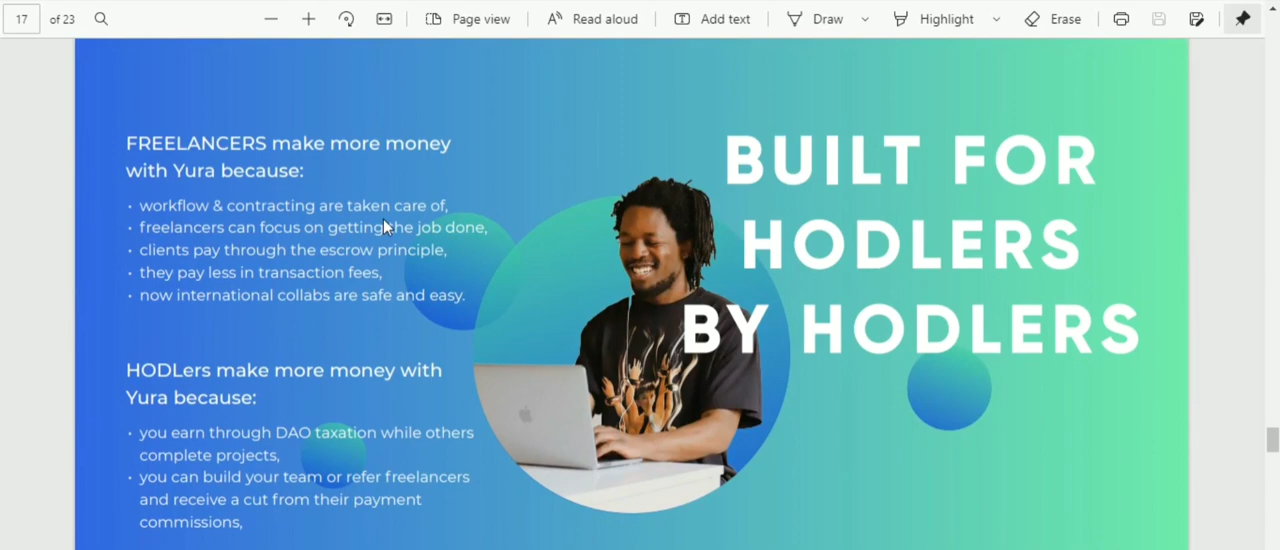 17 of 23 Page view Read aloud Add text Draw Highlight Erase
FREELANCERS make more money
with Yura because:
• workflow & contracting are taken care of,
• freelancers can focus on getting the job done,
• clients pay through the escrow principle,
• they pay less in transaction fees,
• now international collabs are safe and easy.
HODLers make more money with
Yura because:
• you earn through DAO taxation while others
complete projects,
• you can build your team or refer freelancers
and receive a cut from their payment
commissions,
BUILT FOR
HODLERS
BY HODLERS